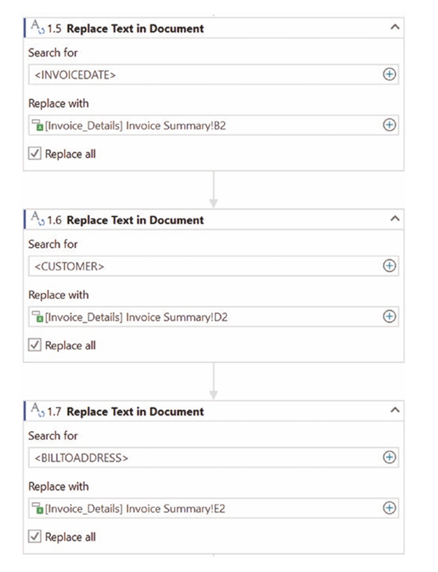 1.5 Replace Text in Document
Search for
<INVOICEDATE>
Replace with
[Invoice_Details] Invoice Summary!B2
Replace all
1.6 Replace Text in Document
Search for
<CUSTOMER>
Replace with
[Invoice_Details] Invoice Summary!D2
Replace all
1.7 Replace Text in Document
Search for
<BILLTOADDRESS>
Replace with
[Invoice_Details] Invoice Summary!E2
Replace all